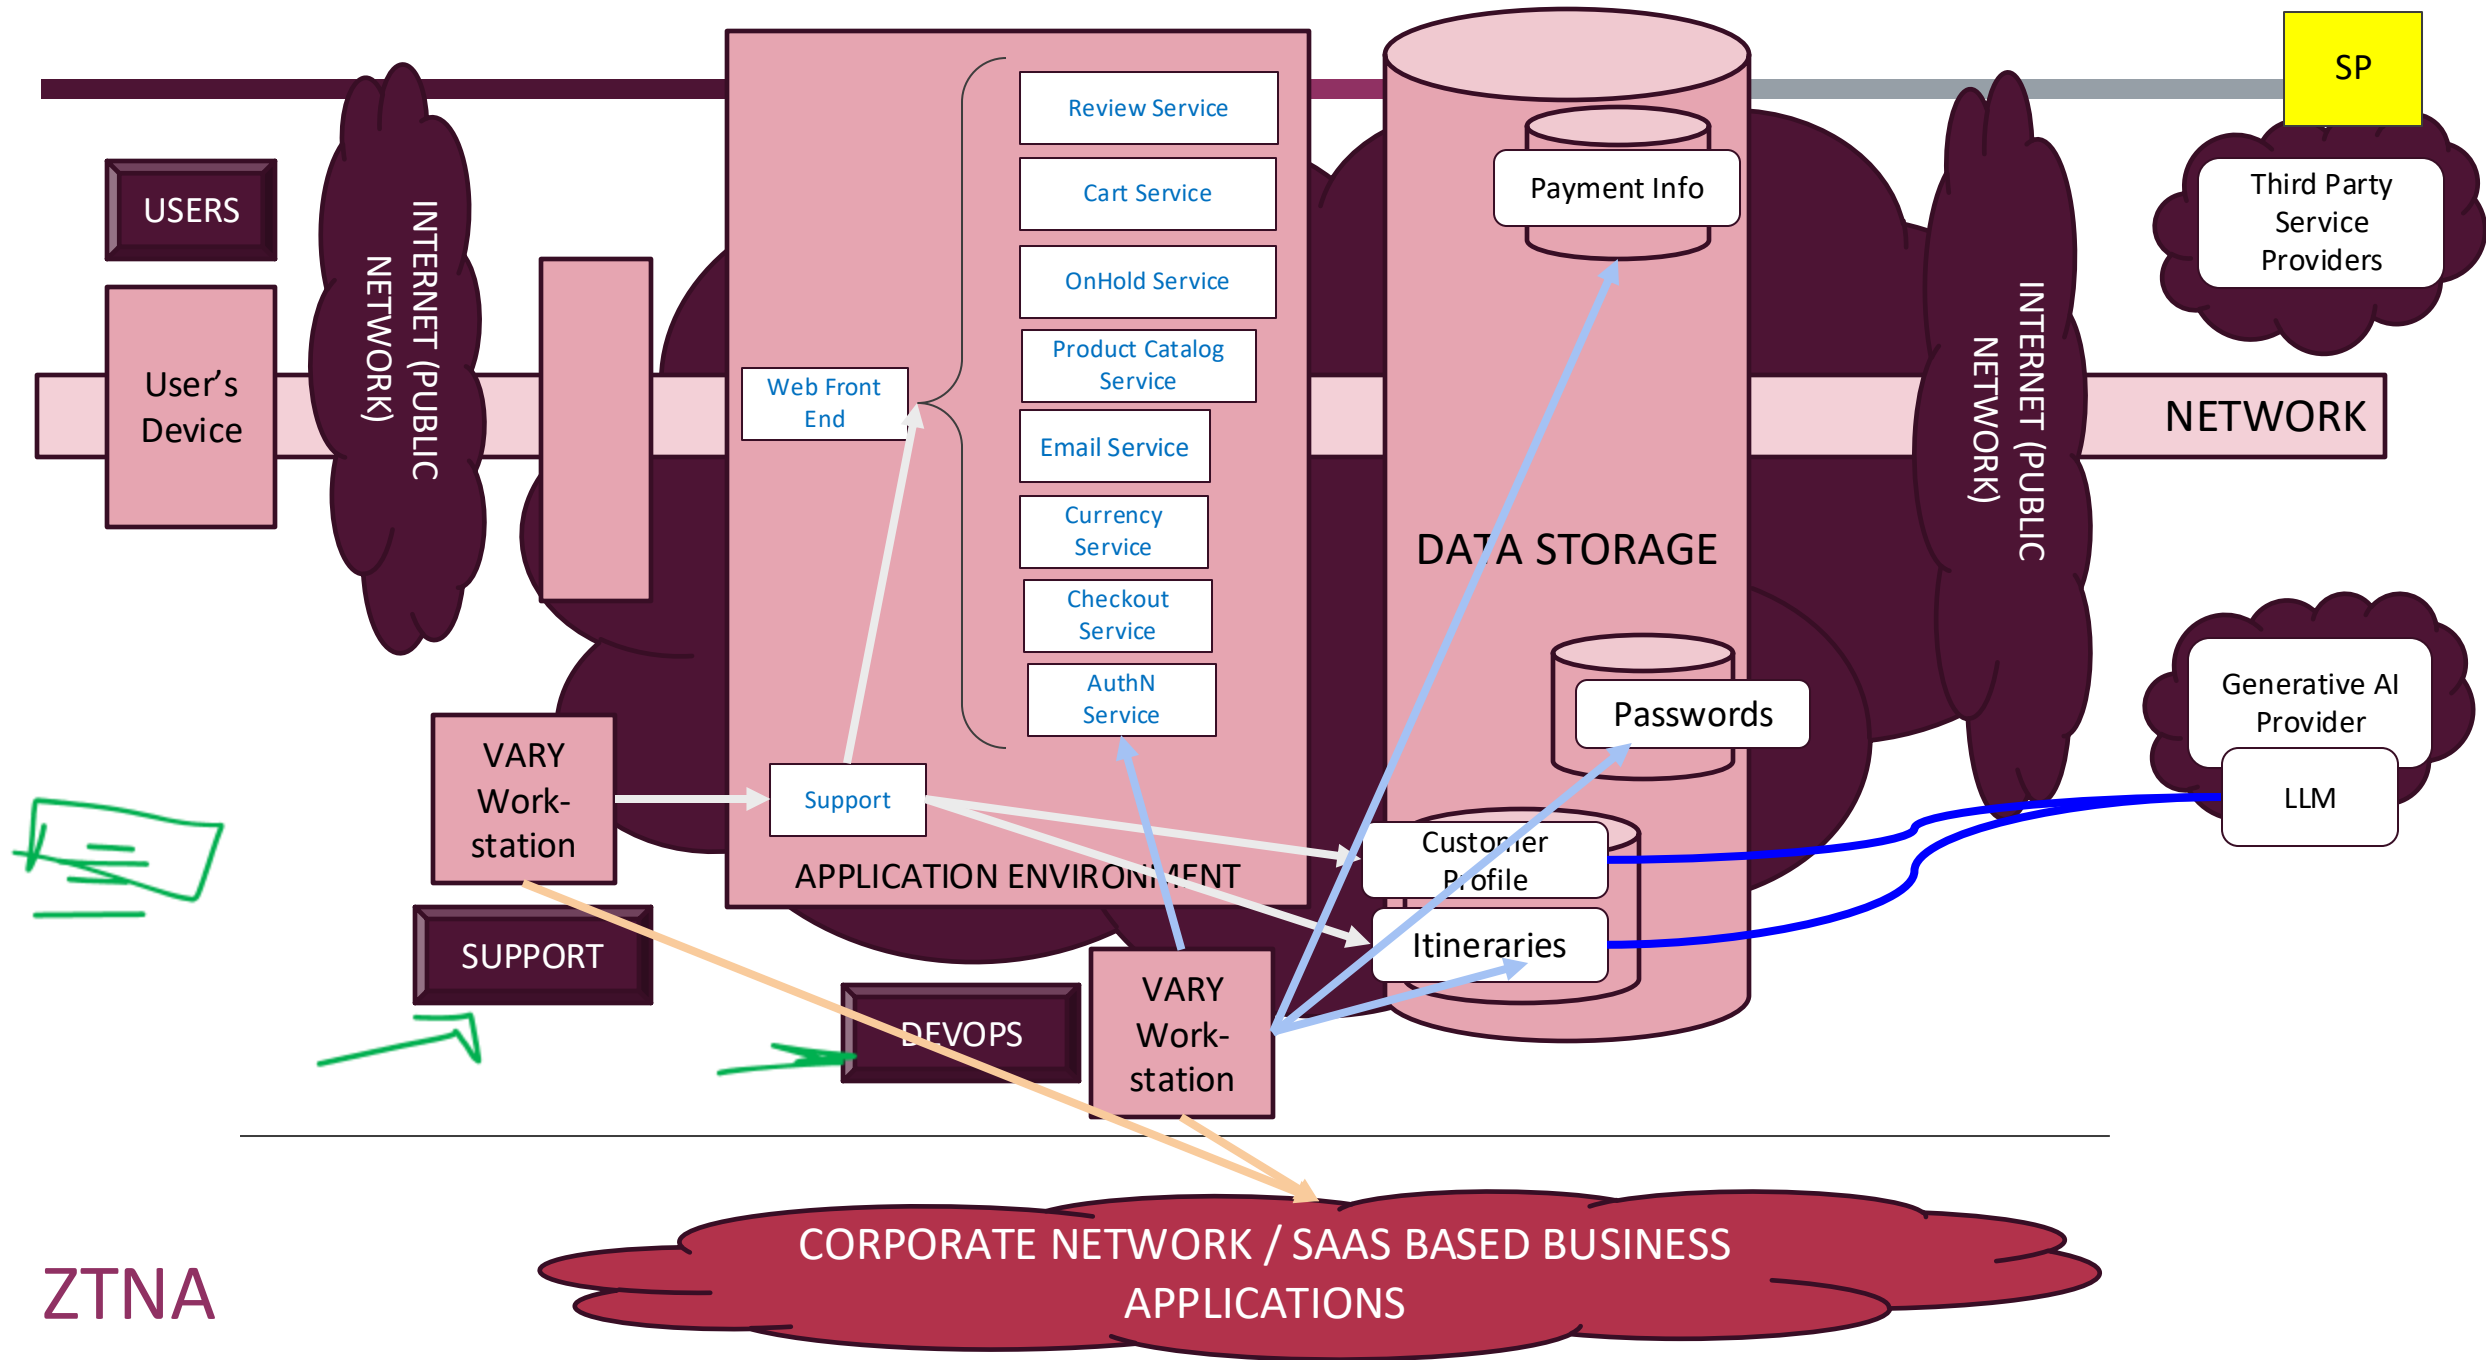 SP
Review Service
Third Party
Service
Providers
Payment Info
Cart Service
USERS
INTERNET (PUBLIC
NETWORK)
OnHold Service
INTERNET (PUBLIC
NETWORK)
Product Catalog
Service
User's
Device
Web Front
End
NETWORK
Email Service
Currency
Service
DATA STORAGE
Checkout
Service
AuthN
Service
Passwords
Generative AI
Provider
VARY
Work-
station
Support
LLM
Customer
Profile
APPLICATION ENVIRONMENT
Itineraries
SUPPORT
VARY
Work-
station
DEVOPS
CORPORATE NETWORK / SAAS BASED BUSINESS
APPLICATIONS
ZTNA